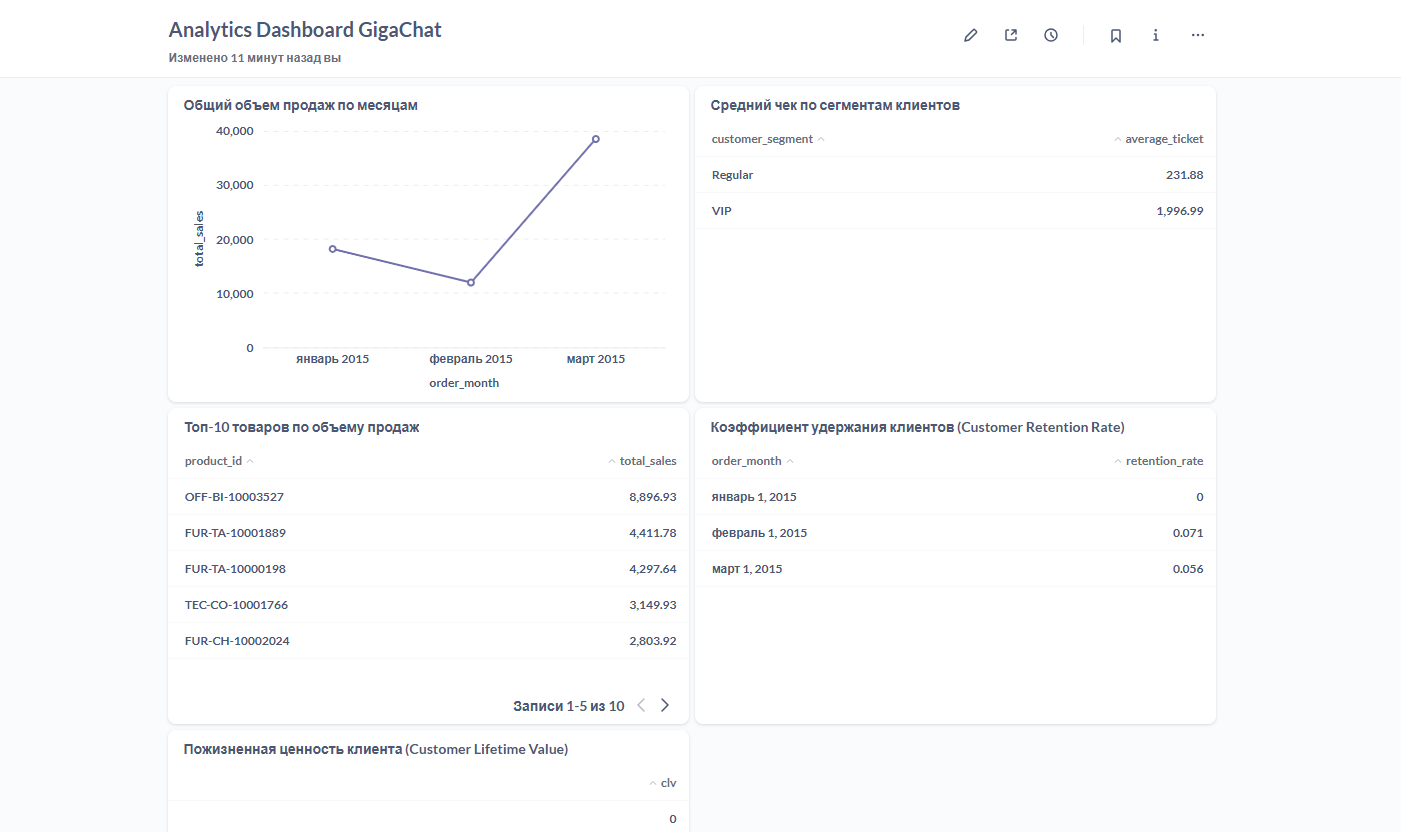 Analytics Dashboard GigaChat
Изменено 11 минут назад вы
Общий объем продаж по месяцам
40,000
30,000
20,000
10,000
0
total_sales
январь 2015 февраль 2015 март 2015
order_month
Средний чек по сегментам клиентов
customer_segment average_ticket
Regular 231.88
VIP 1,996.99
Топ-10 товаров по объему продаж
product_id total_sales
OFF-BI-10003527 8,896.93
FUR-TA-10001889 4,411.78
FUR-TA-10000198 4,297.64
TEC-CO-10001766 3,149.93
FUR-CH-10002024 2,803.92
Записи 1-5 из 10
Коэффициент удержания клиентов (Customer Retention Rate)
order_month retention_rate
январь 1, 2015 0
февраль 1, 2015 0.071
март 1, 2015 0.056
Пожизненная ценность клиента (Customer Lifetime Value)
clv
0